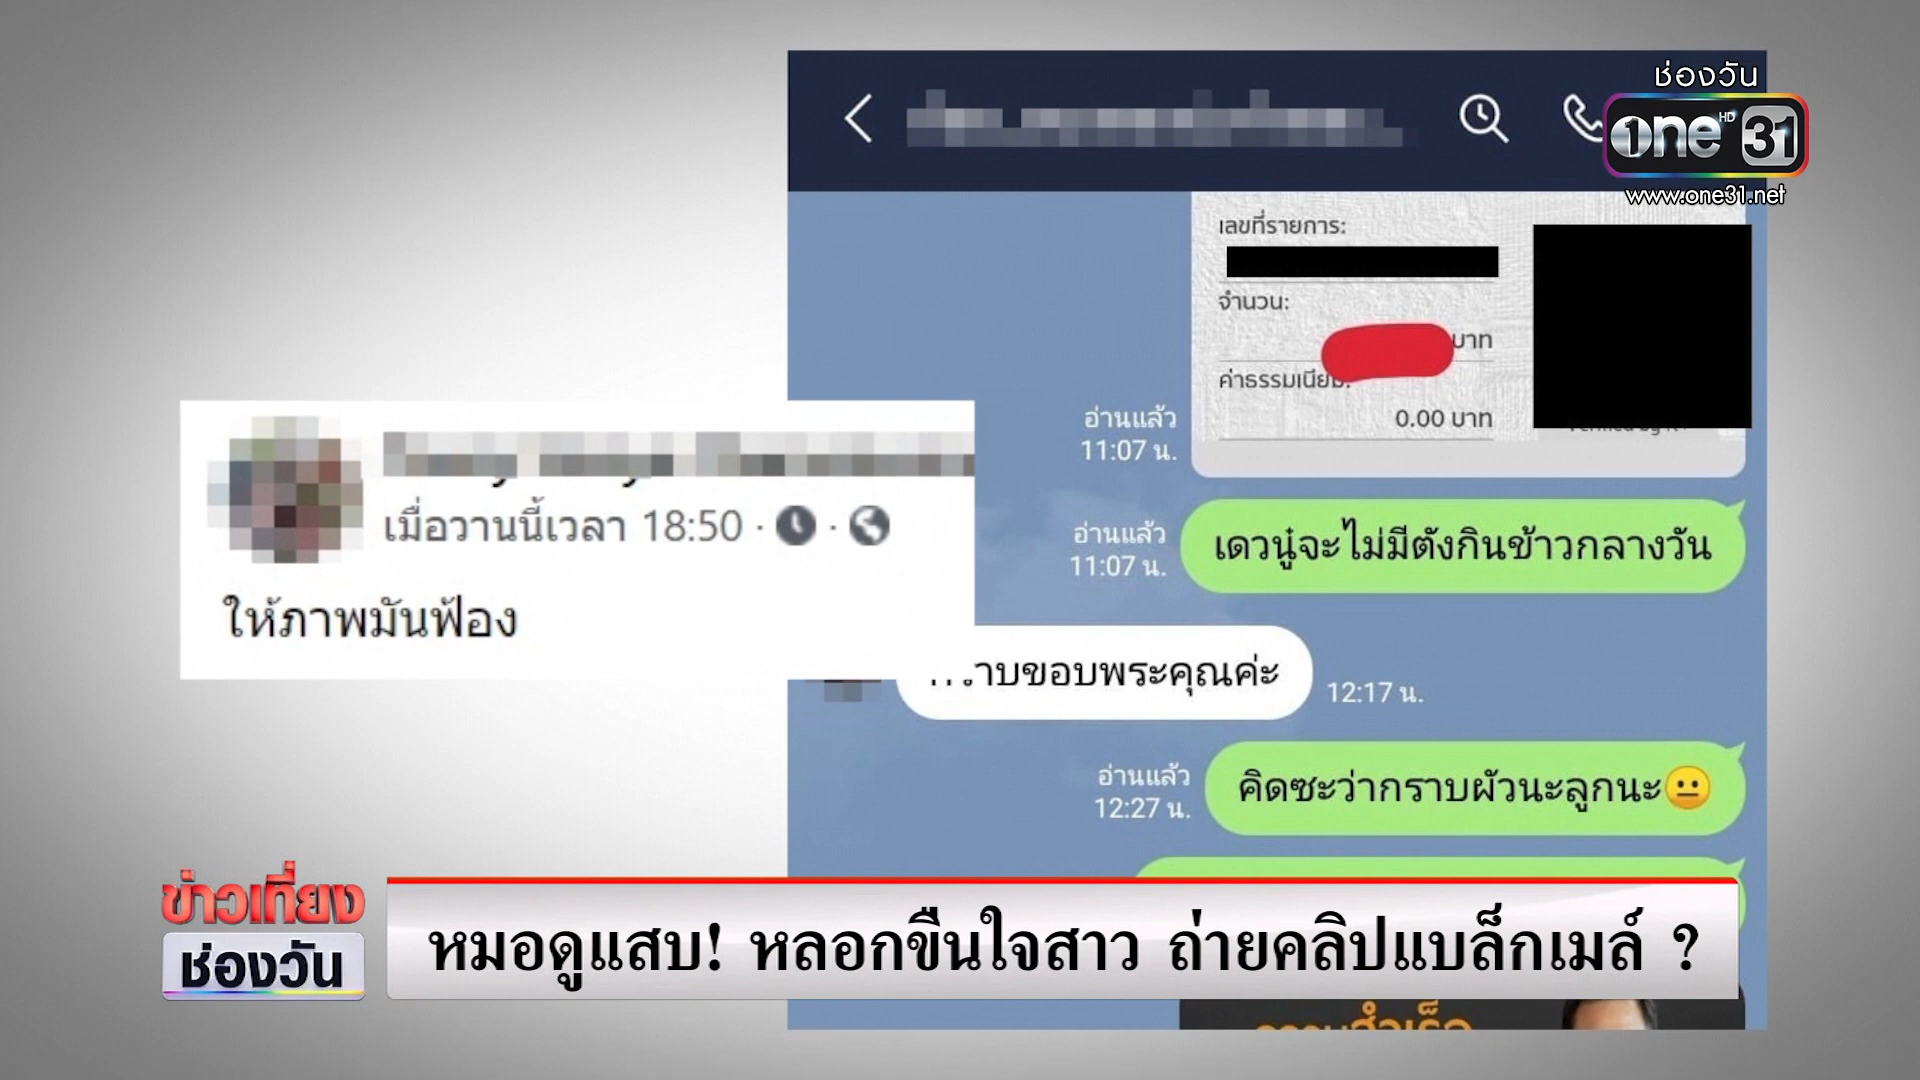 ช่องวัน
one HD 31
www.one31.net
เลขที่รายการ:
จำนวน:
บาท
ค่าธรรมเนียม:
0.00 บาท
อ่านแล้ว
11:07 น.
เดวนู๋จะไม่มีตังกินข้าวกลางวัน
อ่านแล้ว
11:07 น.
เมื่อวานนี้เวลา 18:50
ให้ภาพมันฟ้อง
าบขอบพระคุณค่ะ
12:17 น.
คิดซะว่ากราบผัวนะลูกนะ😐
อ่านแล้ว
12:27 น.
ข่าวเที่ยง
ช่องวัน
หมอดูแสบ! หลอกขืนใจสาว ถ่ายคลิปแบล็กเมล์ ?